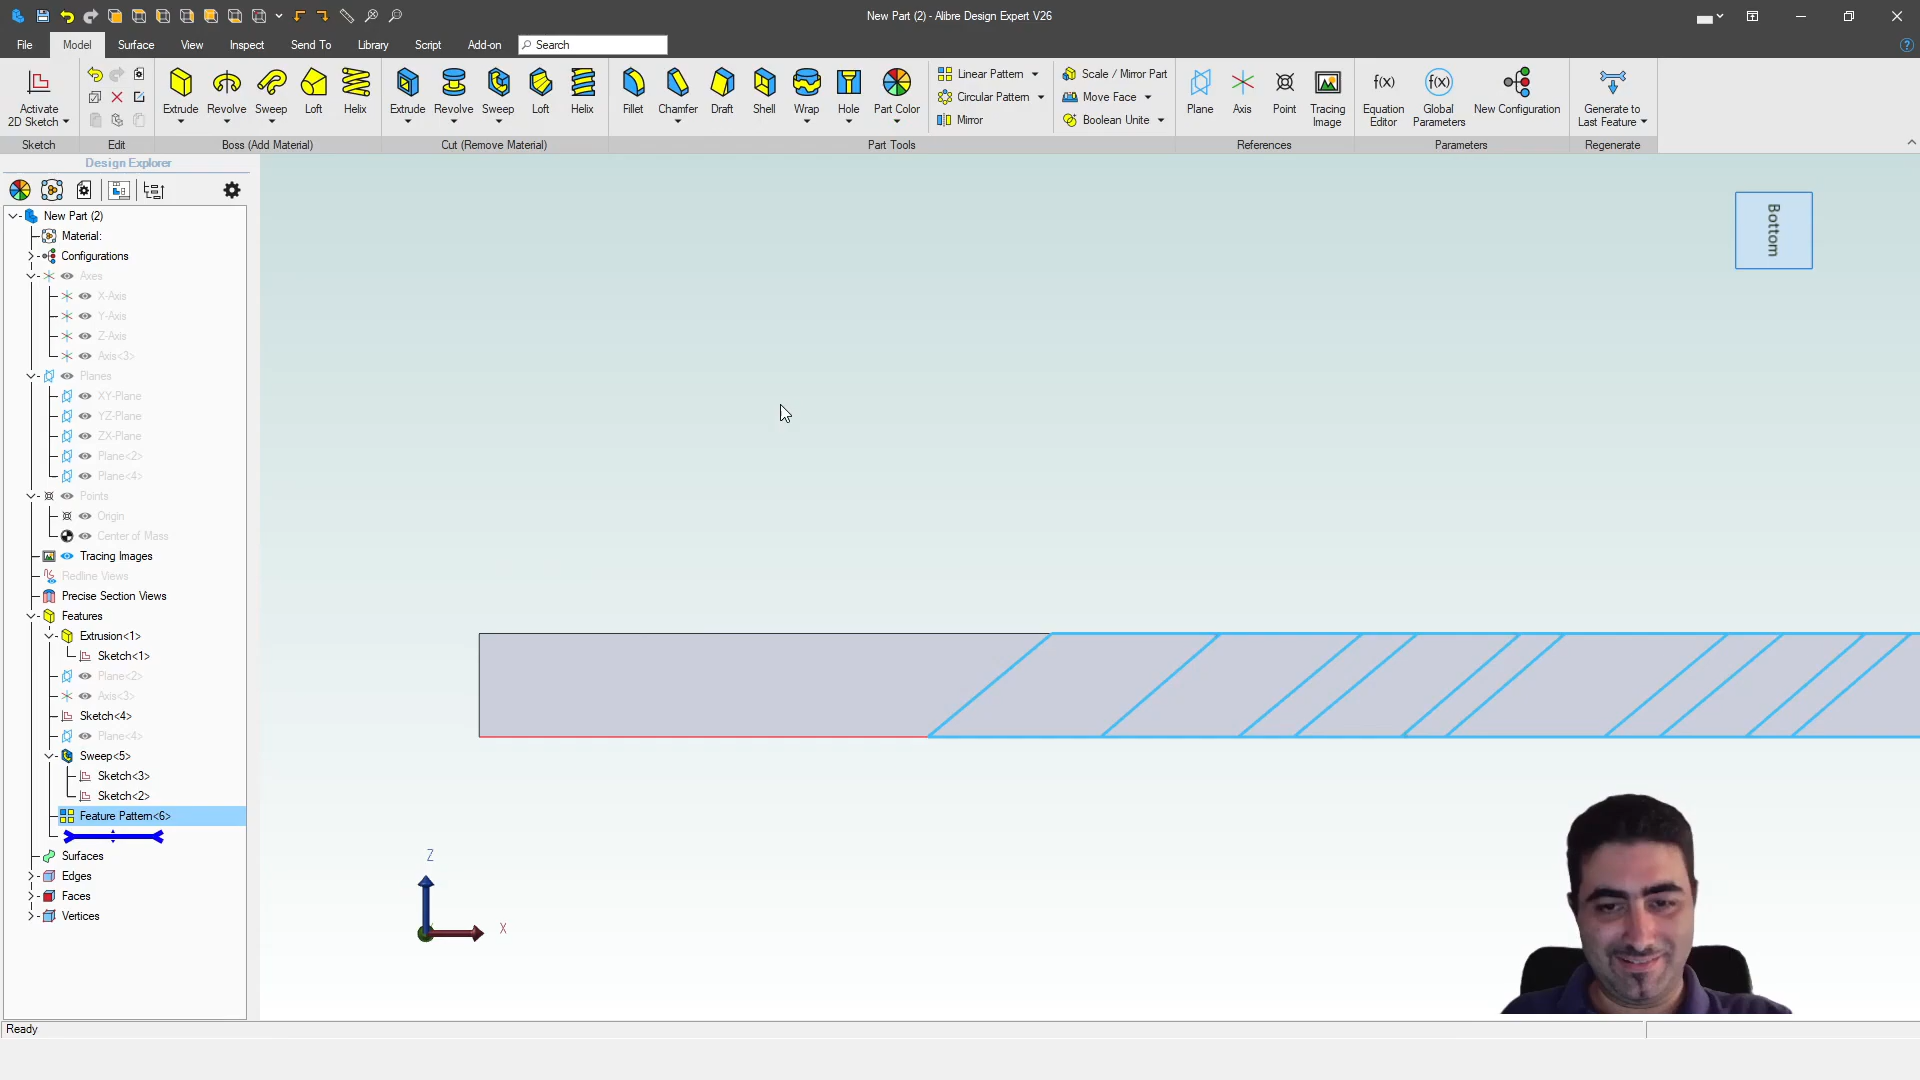 New Part (2) - Alibre Design Expert V26
File Model Surface View Inspect Send To Library Script Add-on Search
Activate
2D Sketch
Extrude Revolve Sweep Loft Helix
Extrude Revolve Sweep Loft Helix
Fillet Chamfer Draft Shell Wrap Hole Part Color
Linear Pattern
Circular Pattern
Mirror
Scale / Mirror Part
Move Face
Boolean Unite
Plane Axis Point
Tracing
Image
Equation
Editor
Global
Parameters
New Configuration
Generate to
Last Feature
Sketch Edit Boss (Add Material) Cut (Remove Material) Part Tools References Parameters Regenerate
Design Explorer
New Part (2)
Material:
Configurations
Axes
X-Axis
Y-Axis
Z-Axis
Axis<3>
Planes
XY-Plane
YZ-Plane
ZX-Plane
Plane<2>
Plane<4>
Points
Origin
Center of Mass
Tracing Images
Redline Views
Precise Section Views
Features
Extrusion<1>
Sketch<1>
Plane<2>
Axis<3>
Sketch<4>
Plane<4>
Sweep<5>
Sketch<3>
Sketch<2>
Feature Pattern<6>
Surfaces
Edges
Faces
Vertices
Bottom
Z
X
Ready